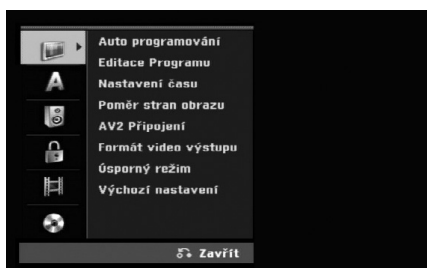 Auto programování
Editace Programu
A
Nastavení času
Poměr stran obrazu
AV2 Připojení
Formát video výstupu
Úsporný režim
Výchozí nastavení
Zavřít